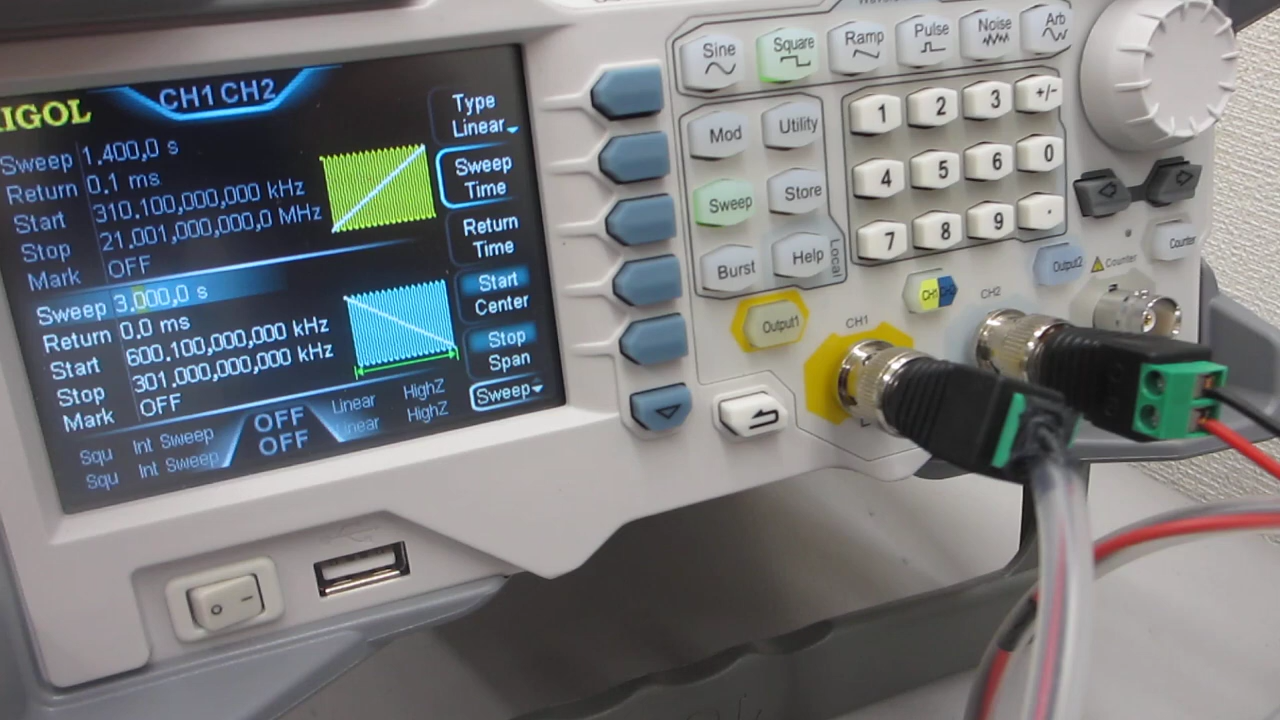 RIGOL
CH1 CH2
Sweep 1.400,0 s
Return 0.1 ms
Start 310.100,000,000 kHz
Stop 21,001,000,000,0 MHz
Mark OFF
Sweep 3.000,0 s
Return 0.0 ms
Start 600.100,000,000 kHz
Stop 301.000,000,000 kHz
Mark OFF
Squ Int Sweep OFF Linear HighZ
Squ Int Sweep OFF Linear HighZ
Type
Linear
Sweep
Time
Return
Time
Start
Center
Stop
Span
Sweep
Sine
Square
Ramp
Pulse
Noise
Arb
Mod
Utility
Sweep
Store
Burst
Help
Local
1 2 3 +/-
4 5 6 0
7 8 9 .
Output1
CH1
CH1 CH2
CH2
Output2
Counter
Counter